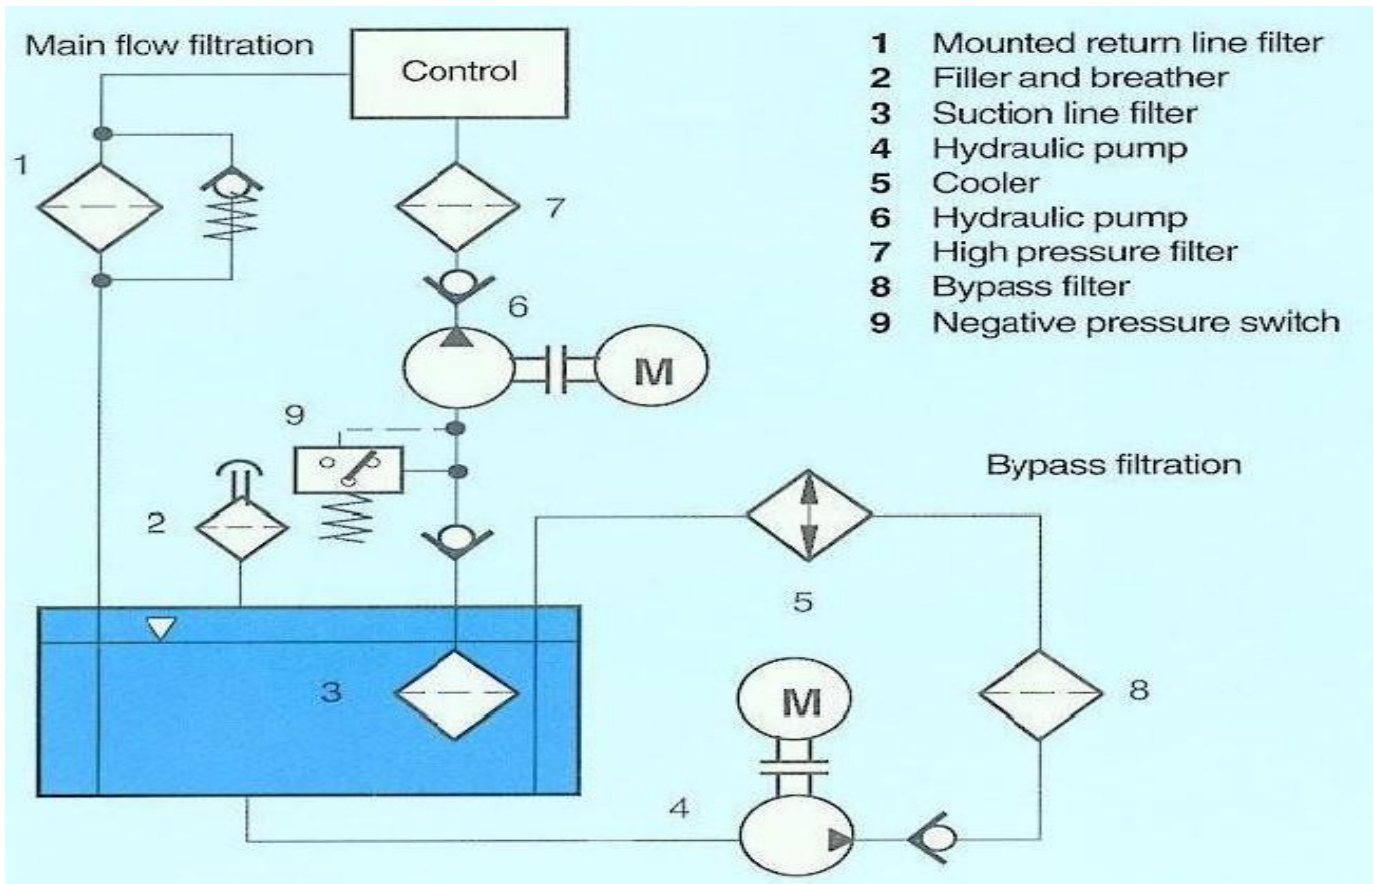 Main flow filtration
Control
1 Mounted return line filter
2 Filler and breather
3 Suction line filter
4 Hydraulic pump
5 Cooler
6 Hydraulic pump
7 High pressure filter
8 Bypass filter
9 Negative pressure switch
1
7
6
M
9
Bypass filtration
2
5
3
M
8
4